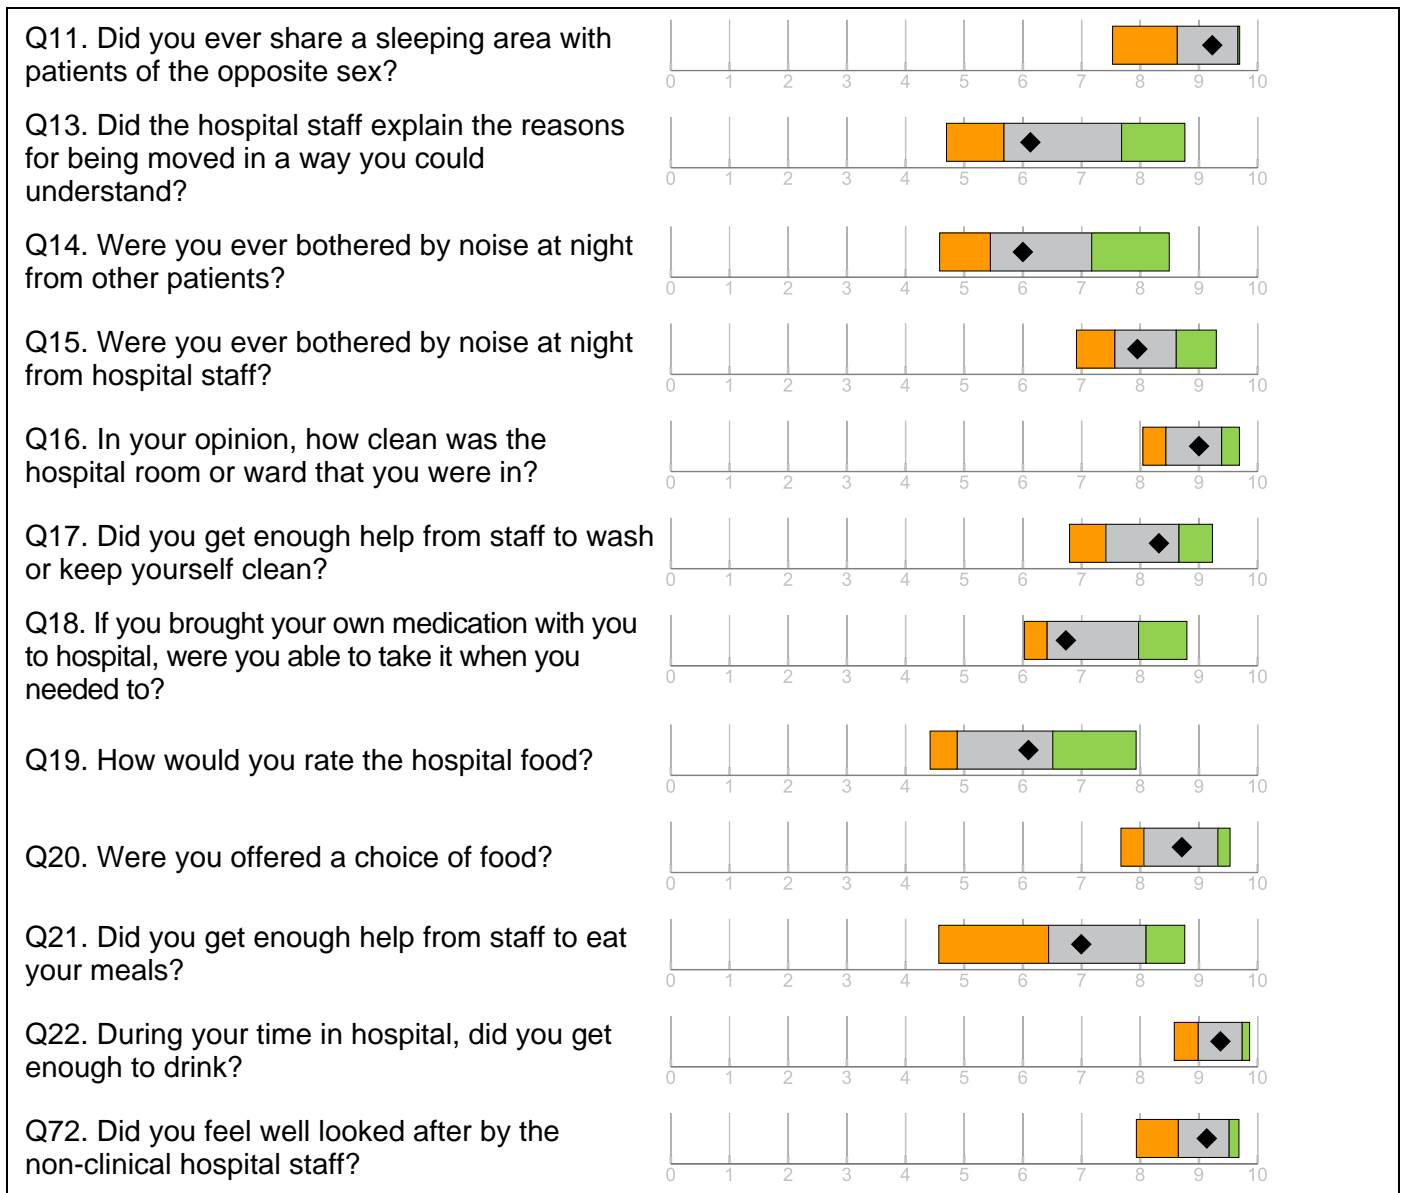 Q11. Did you ever share a sleeping area with
patients of the opposite sex?
0 1 2 3 4 5 6 7 8 9 10
Q13. Did the hospital staff explain the reasons
for being moved in a way you could
understand?
0 1 2 3 4 5 6 7 8 9 10
Q14. Were you ever bothered by noise at night
from other patients?
0 1 2 3 4 5 6 7 8 9 10
Q15. Were you ever bothered by noise at night
from hospital staff?
0 1 2 3 4 5 6 7 8 9 10
Q16. In your opinion, how clean was the
hospital room or ward that you were in?
0 1 2 3 4 5 6 7 8 9 10
Q17. Did you get enough help from staff to wash
or keep yourself clean?
0 1 2 3 4 5 6 7 8 9 10
Q18. If you brought your own medication with you
to hospital, were you able to take it when you
needed to?
0 1 2 3 4 5 6 7 8 9 10
Q19. How would you rate the hospital food?
0 1 2 3 4 5 6 7 8 9 10
Q20. Were you offered a choice of food?
0 1 2 3 4 5 6 7 8 9 10
Q21. Did you get enough help from staff to eat
your meals?
0 1 2 3 4 5 6 7 8 9 10
Q22. During your time in hospital, did you get
enough to drink?
0 1 2 3 4 5 6 7 8 9 10
Q72. Did you feel well looked after by the
non-clinical hospital staff?
0 1 2 3 4 5 6 7 8 9 10